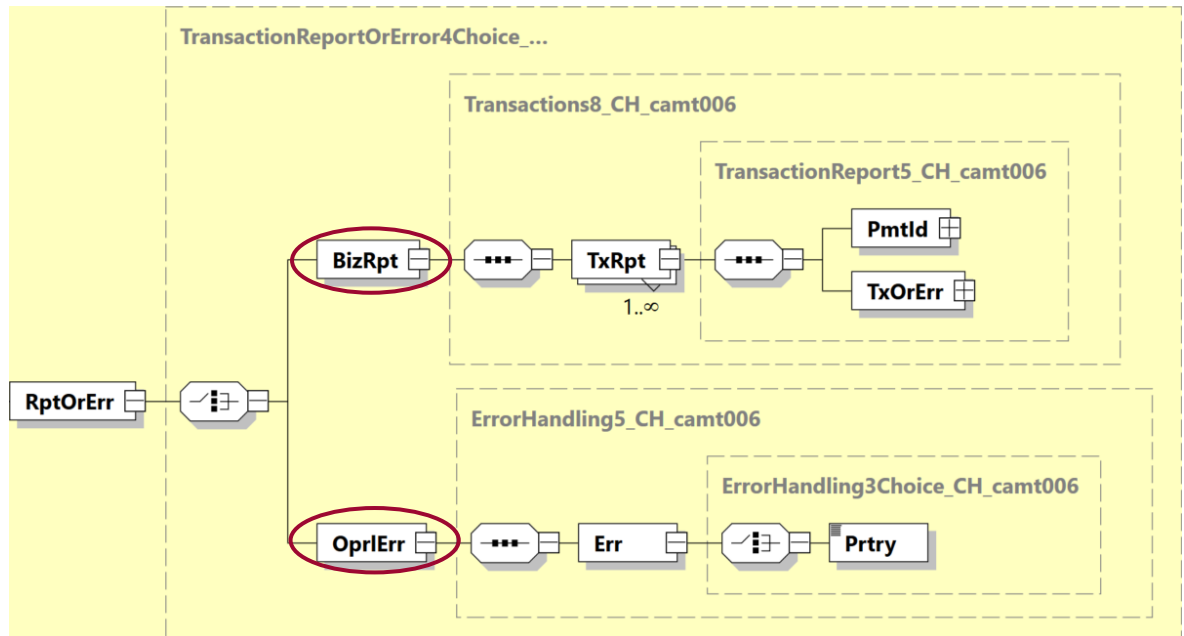 TransactionReportOrError4Choice_...
Transactions8_CH_camt006
TransactionReport5_CH_camt006
PmtId
BizRpt
TxRpt
TxOrErr
1..∞
RptOrErr
ErrorHandling5_CH_camt006
ErrorHandling3Choice_CH_camt006
OprlErr
Err
Prtry